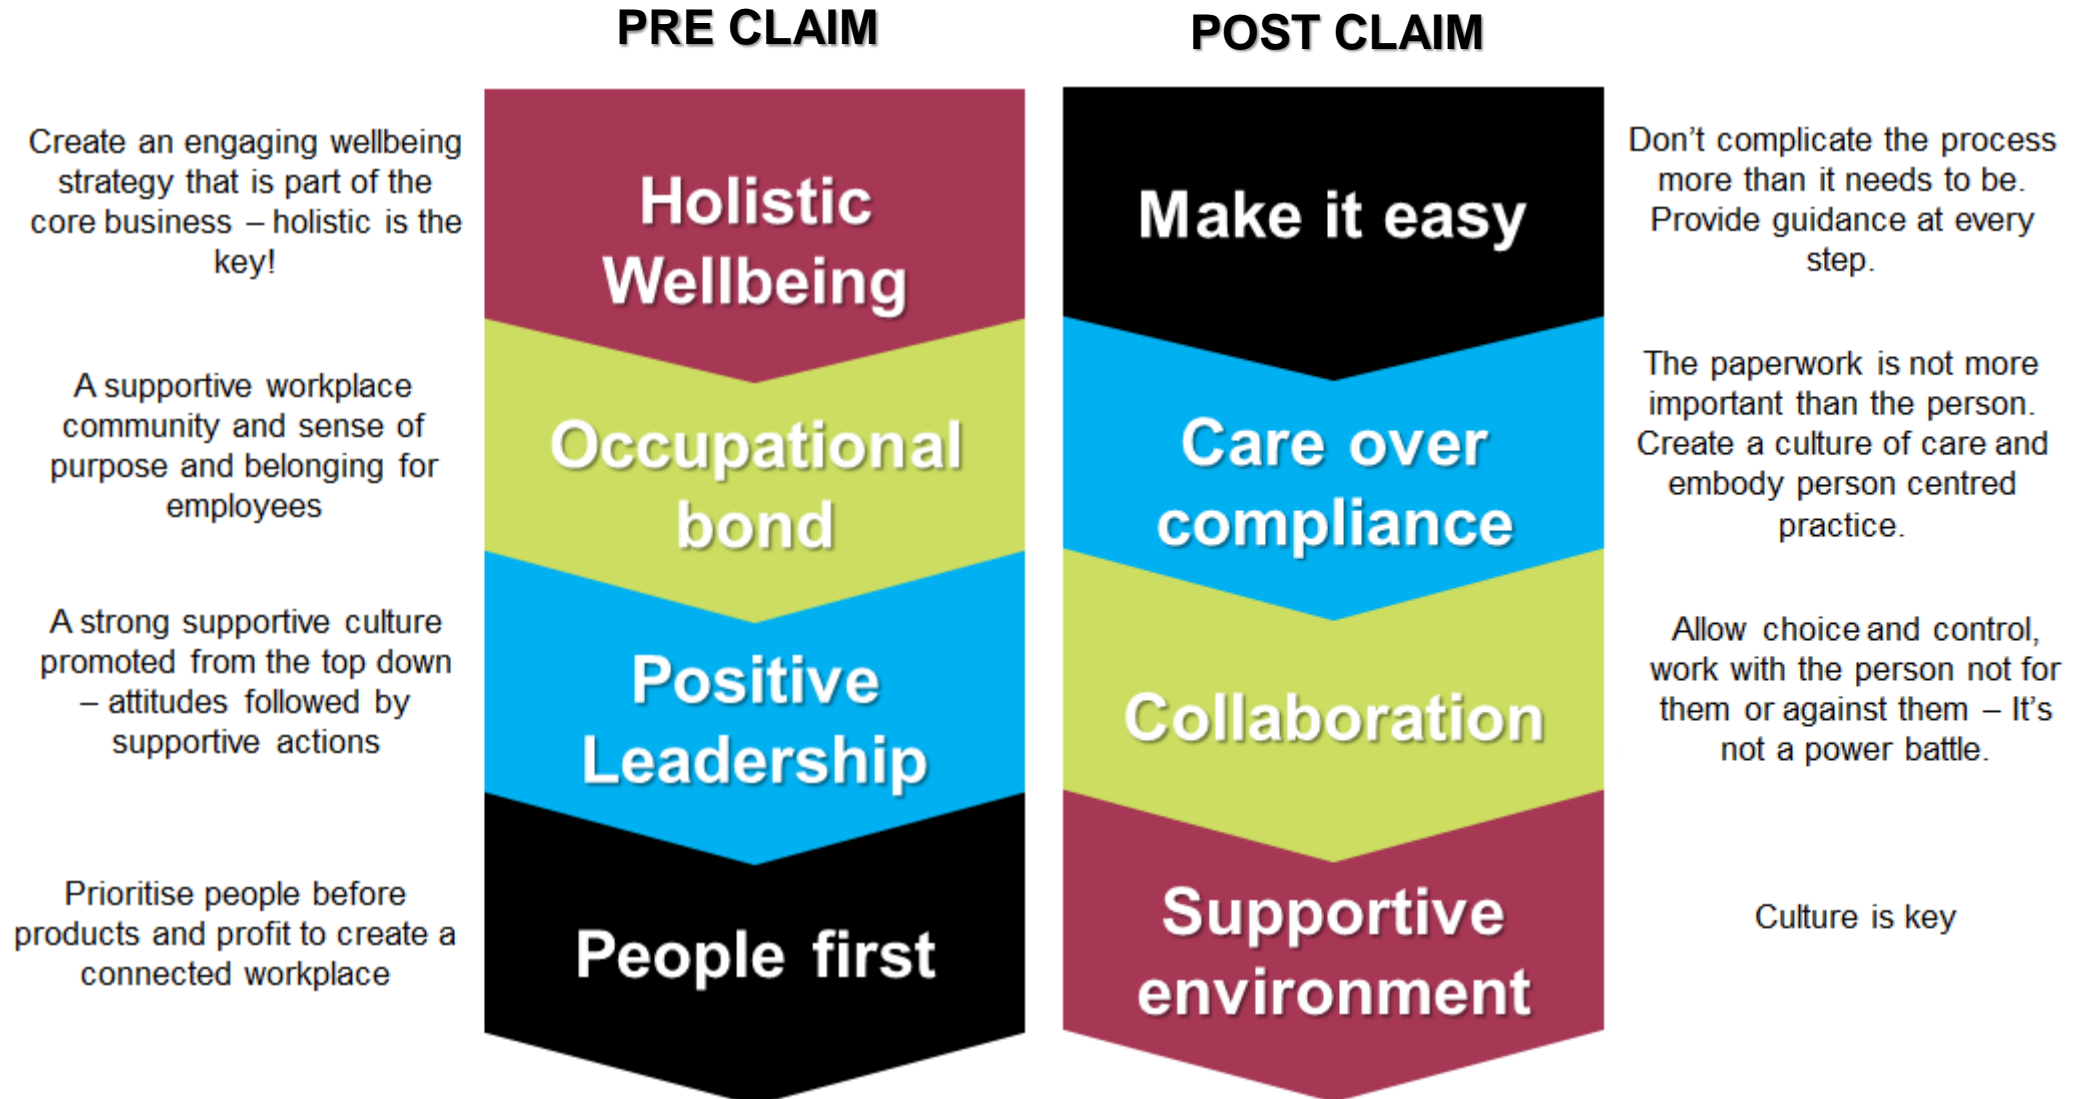 PRE CLAIM
Create an engaging wellbeing
strategy that is part of the
core business – holistic is the
key!
Holistic
Wellbeing
A supportive workplace
community and sense of
purpose and belonging for
employees
Occupational
bond
A strong supportive culture
promoted from the top down
– attitudes followed by
supportive actions
Positive
Leadership
Prioritise people before
products and profit to create a
connected workplace
People first
POST CLAIM
Make it easy
Don’t complicate the process
more than it needs to be.
Provide guidance at every
step.
Care over
compliance
The paperwork is not more
important than the person.
Create a culture of care and
embody person centred
practice.
Collaboration
Allow choice and control,
work with the person not for
them or against them – It’s
not a power battle.
Supportive
environment
Culture is key